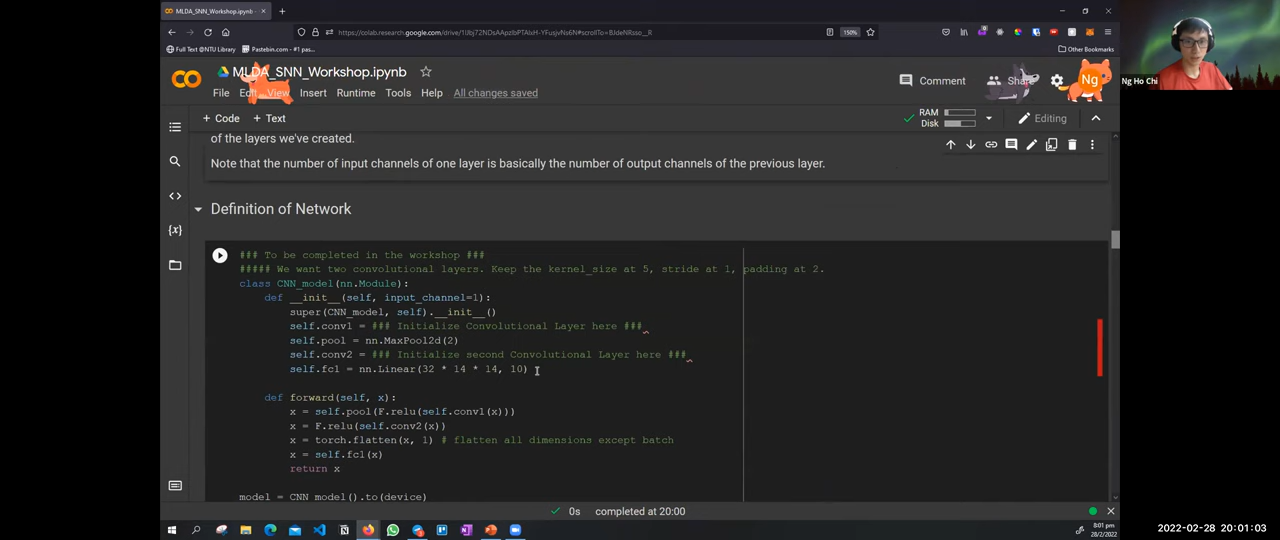 MLDA_SNN_Workshop.ipynb
https://colab.research.google.com/drive/
150%
Full Text @NTU Library
Pastebin.com - #1 pas...
Other Bookmarks
MLDA_SNN_Workshop.ipynb
Comment
Share
Ng
Ng Ho Chi
File Edit View Insert Runtime Tools Help All changes saved
+ Code + Text
RAM
Disk
Editing
of the layers we've created.
Note that the number of input channels of one layer is basically the number of output channels of the previous layer.
Definition of Network
### To be completed in the workshop ###
##### We want two convolutional layers. Keep the kernel_size at 5, stride at 1, padding at 2.
class CNN_model(nn.Module):
def __init__(self, input_channel=1):
super(CNN_model, self).__init__()
self.conv1 = ### Initialize Convolutional Layer here ###
self.pool = nn.MaxPool2d(2)
self.conv2 = ### Initialize second Convolutional Layer here ###
self.fc1 = nn.Linear(32 * 14 * 14, 10)
def forward(self, x):
x = self.pool(F.relu(self.conv1(x)))
x = F.relu(self.conv2(x))
x = torch.flatten(x, 1) # flatten all dimensions except batch
x = self.fc1(x)
return x
model = CNN_model().to(device)
0s completed at 20:00
8:01 pm
28/2/2022
2022-02-28 20:01:03